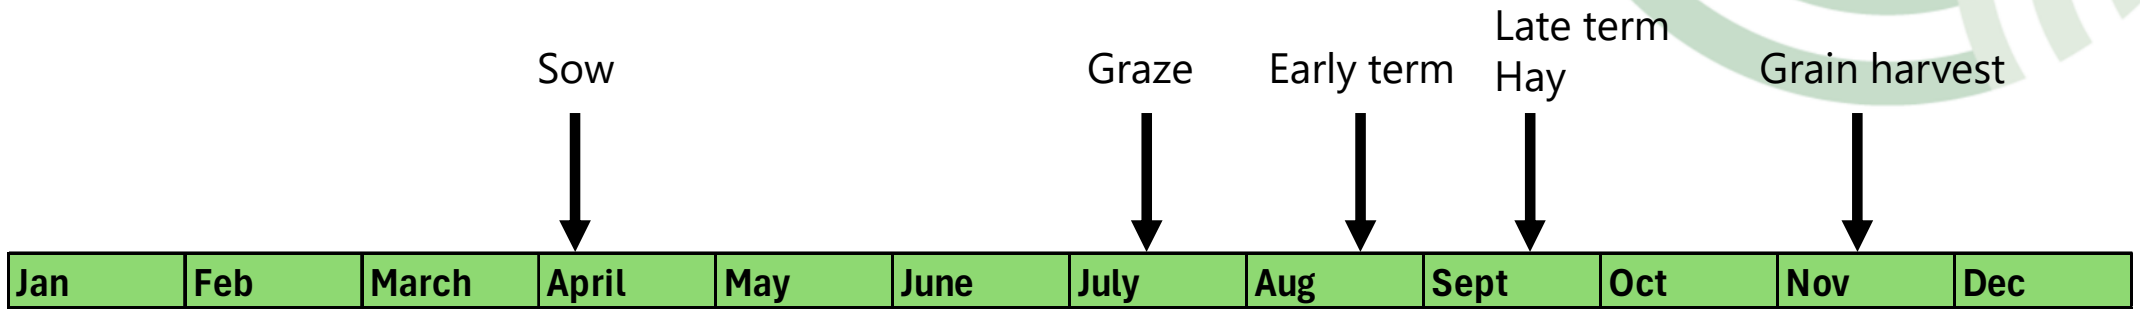 Sow
Graze
Early term
Late term
Hay
Grain harvest
Jan Feb March April May June July Aug Sept Oct Nov Dec